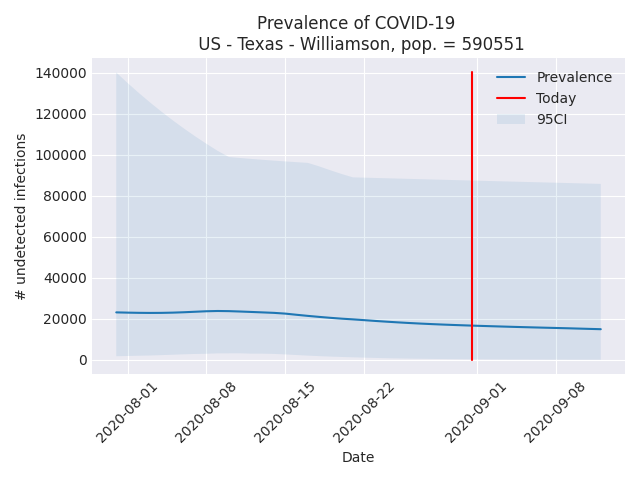 Prevalence of COVID-19
US - Texas - Williamson, pop. = 590551
Prevalence
Today
95CI
# undetected infections
140000
120000
100000
80000
60000
40000
20000
0
2020-08-01
2020-08-08
2020-08-15
2020-08-22
2020-09-01
2020-09-08
Date